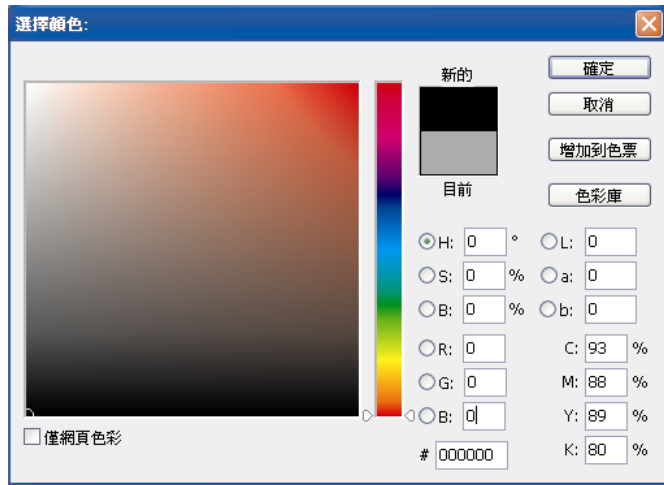 選擇顏色:
新的
目前
確定
取消
增加到色票
色彩庫
H: 0 °
S: 0 %
B: 0 %
R: 0
G: 0
B: 0
# 000000
L: 0
a: 0
b: 0
C: 93 %
M: 88 %
Y: 89 %
K: 80 %
僅網頁色彩